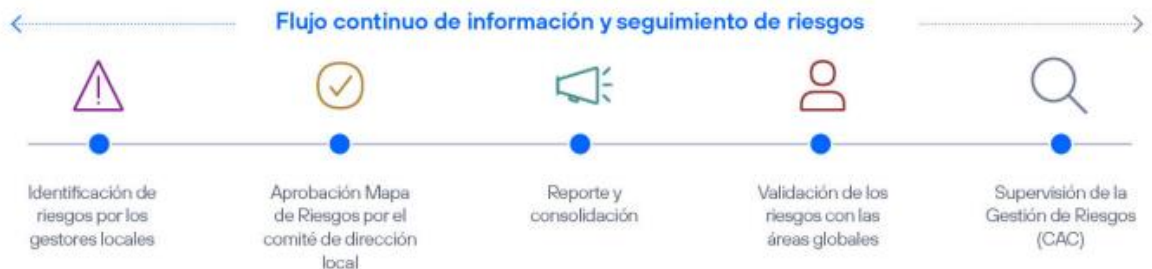 Flujo continuo de información y seguimiento de riesgos
Identificación de
riesgos por los
gestores locales
Aprobación Mapa
de Riesgos por el
comité de dirección
local
Reporte y
consolidación
Validación de los
riesgos con las
áreas globales
Supervisión de la
Gestión de Riesgos
(CAC)